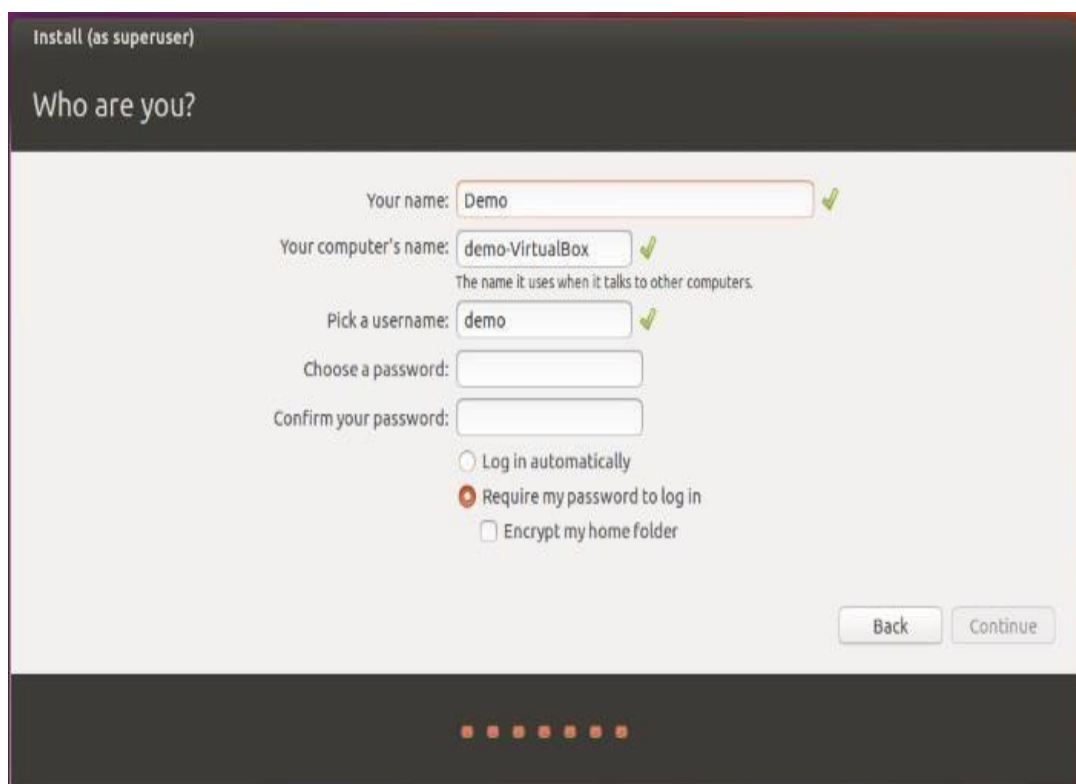 Install (as superuser)
Who are you?
Your name: Demo
Your computer's name: demo-VirtualBox
The name it uses when it talks to other computers.
Pick a username: demo
Choose a password:
Confirm your password:
Log in automatically
Require my password to log in
Encrypt my home folder
Back Continue